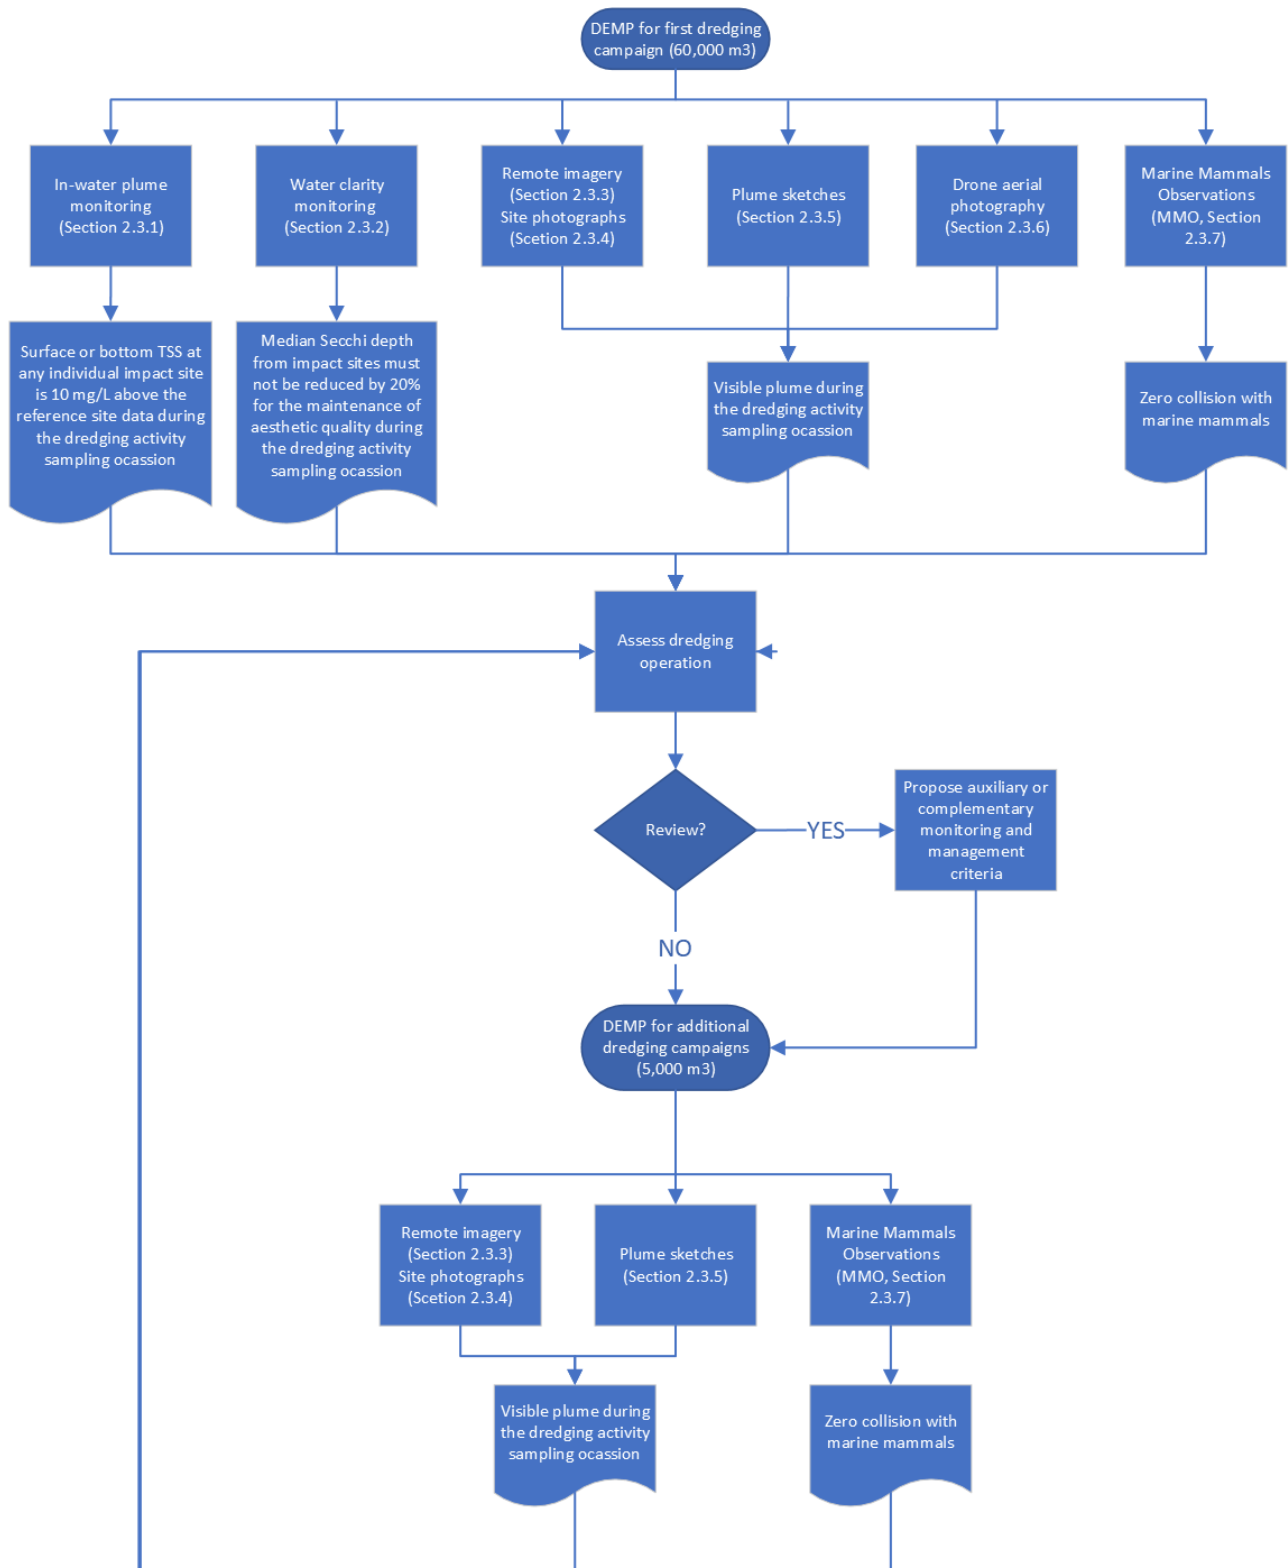 DEMP for first dredging
campaign (60,000 m3)
In-water plume
monitoring
(Section 2.3.1)
Water clarity
monitoring
(Section 2.3.2)
Remote imagery
(Section 2.3.3)
Site photographs
(Scetion 2.3.4)
Plume sketches
(Section 2.3.5)
Drone aerial
photography
(Section 2.3.6)
Marine Mammals
Observations
(MMO, Section
2.3.7)
Surface or bottom TSS at
any individual impact site
is 10 mg/L above the
reference site data during
the dredging activity
sampling ocassion
Median Secchi depth
from impact sites must
not be reduced by 20%
for the maintenance of
aesthetic quality during
the dredging activity
sampling ocassion
Visible plume during
the dredging activity
sampling ocassion
Zero collision with
marine mammals
Assess dredging
operation
Review?
YES
Propose auxiliary or
complementary
monitoring and
management
criteria
NO
DEMP for additional
dredging campaigns
(5,000 m3)
Remote imagery
(Section 2.3.3)
Site photographs
(Scetion 2.3.4)
Plume sketches
(Section 2.3.5)
Marine Mammals
Observations
(MMO, Section
2.3.7)
Visible plume during
the dredging activity
sampling ocassion
Zero collision with
marine mammals